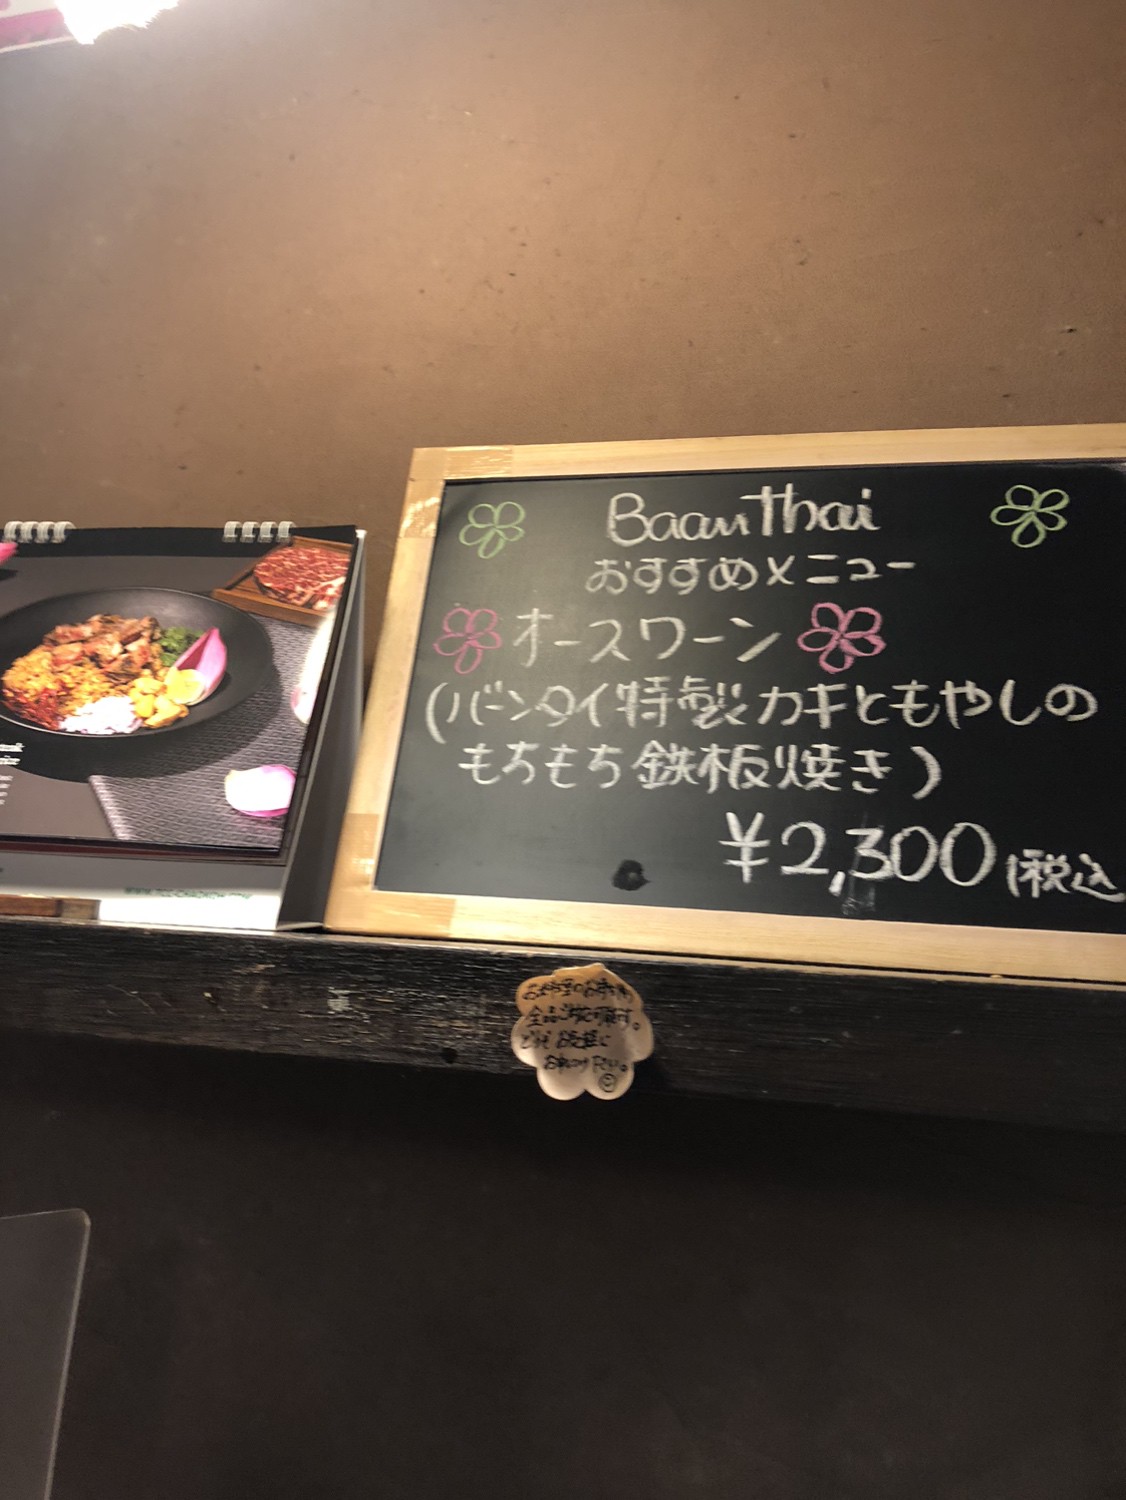 Baan Thai
おすすめメニュー
オースワーン
(バンタイ特製カキともやしの
もちもち鉄板焼き)
¥2,300(税込
全品